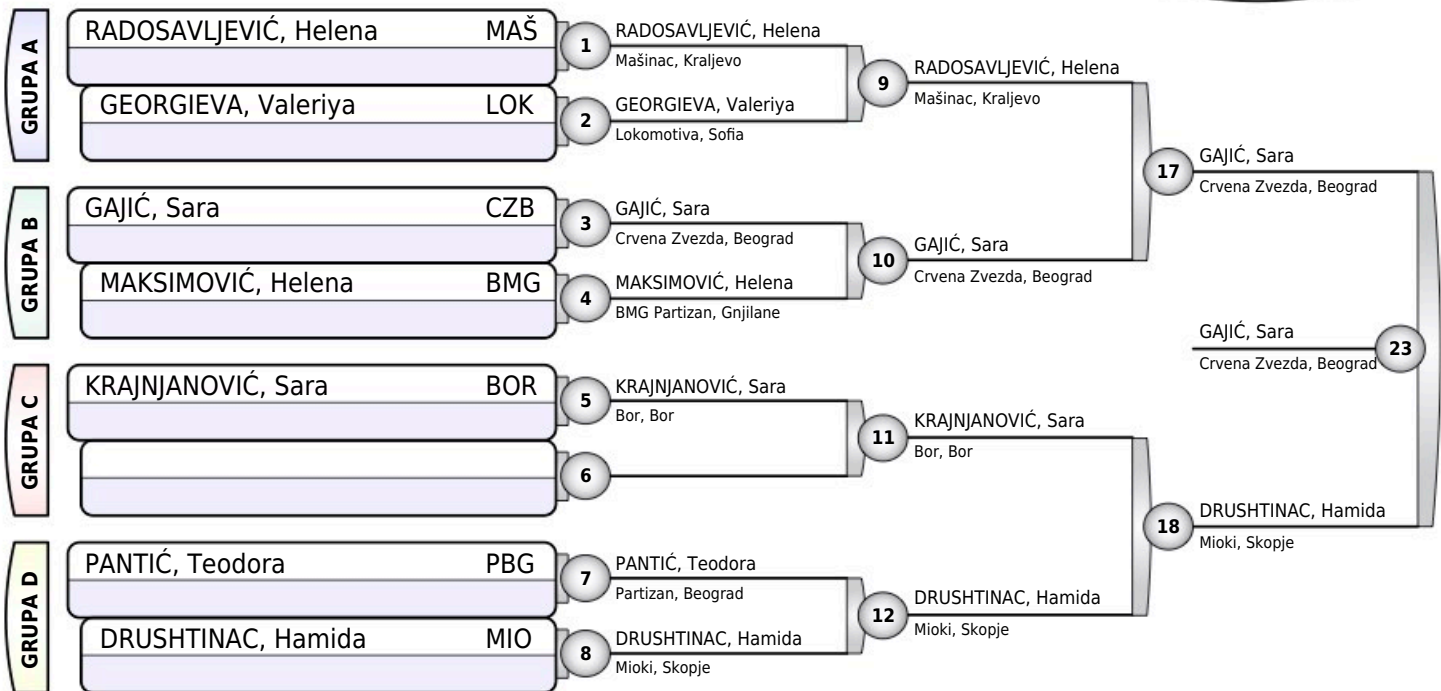 GRUPA A
RADOSAVLJEVIĆ, Helena MAŠ
GEORGIEVA, Valeriya LOK
1
RADOSAVLJEVIĆ, Helena
Mašinac, Kraljevo
2
GEORGIEVA, Valeriya
Lokomotiva, Sofia
9
RADOSAVLJEVIĆ, Helena
Mašinac, Kraljevo
GRUPA B
GAJIĆ, Sara CZB
MAKSIMOVIĆ, Helena BMG
3
GAJIĆ, Sara
Crvena Zvezda, Beograd
4
MAKSIMOVIĆ, Helena
BMG Partizan, Gnjilane
10
GAJIĆ, Sara
Crvena Zvezda, Beograd
17
GAJIĆ, Sara
Crvena Zvezda, Beograd
GAJIĆ, Sara
Crvena Zvezda, Beograd
23
GRUPA C
KRAJNJANOVIĆ, Sara BOR
5
KRAJNJANOVIĆ, Sara
Bor, Bor
6
11
KRAJNJANOVIĆ, Sara
Bor, Bor
GRUPA D
PANTIĆ, Teodora PBG
DRUSHTINAC, Hamida MIO
7
PANTIĆ, Teodora
Partizan, Beograd
8
DRUSHTINAC, Hamida
Mioki, Skopje
12
DRUSHTINAC, Hamida
Mioki, Skopje
18
DRUSHTINAC, Hamida
Mioki, Skopje